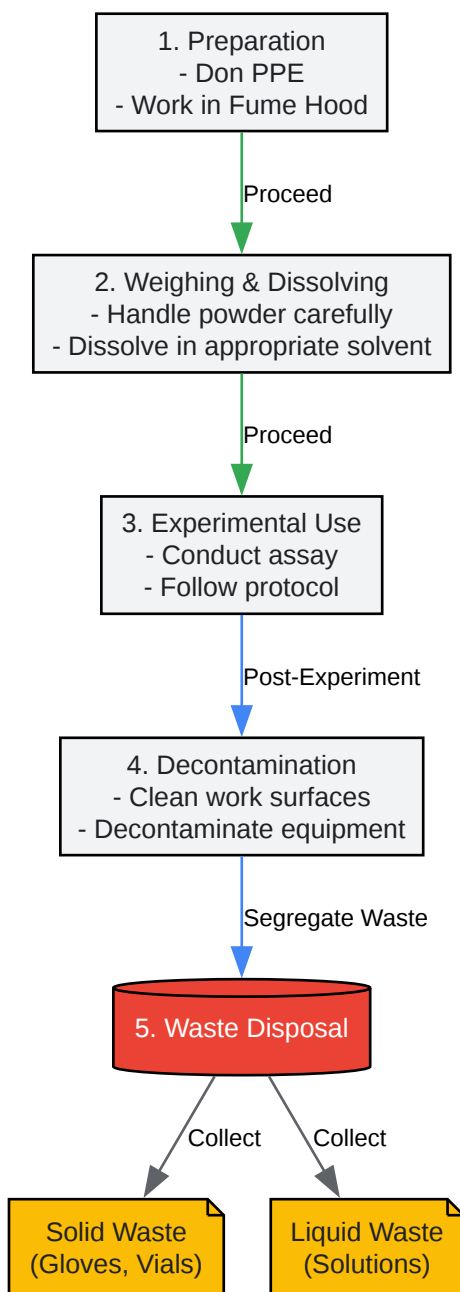 1. Preparation
- Don PPE
- Work in Fume Hood
Proceed
2. Weighing & Dissolving
- Handle powder carefully
- Dissolve in appropriate solvent
Proceed
3. Experimental Use
- Conduct assay
- Follow protocol
Post-Experiment
4. Decontamination
- Clean work surfaces
- Decontaminate equipment
Segregate Waste
5. Waste Disposal
Collect
Collect
Solid Waste
(Gloves, Vials)
Liquid Waste
(Solutions)